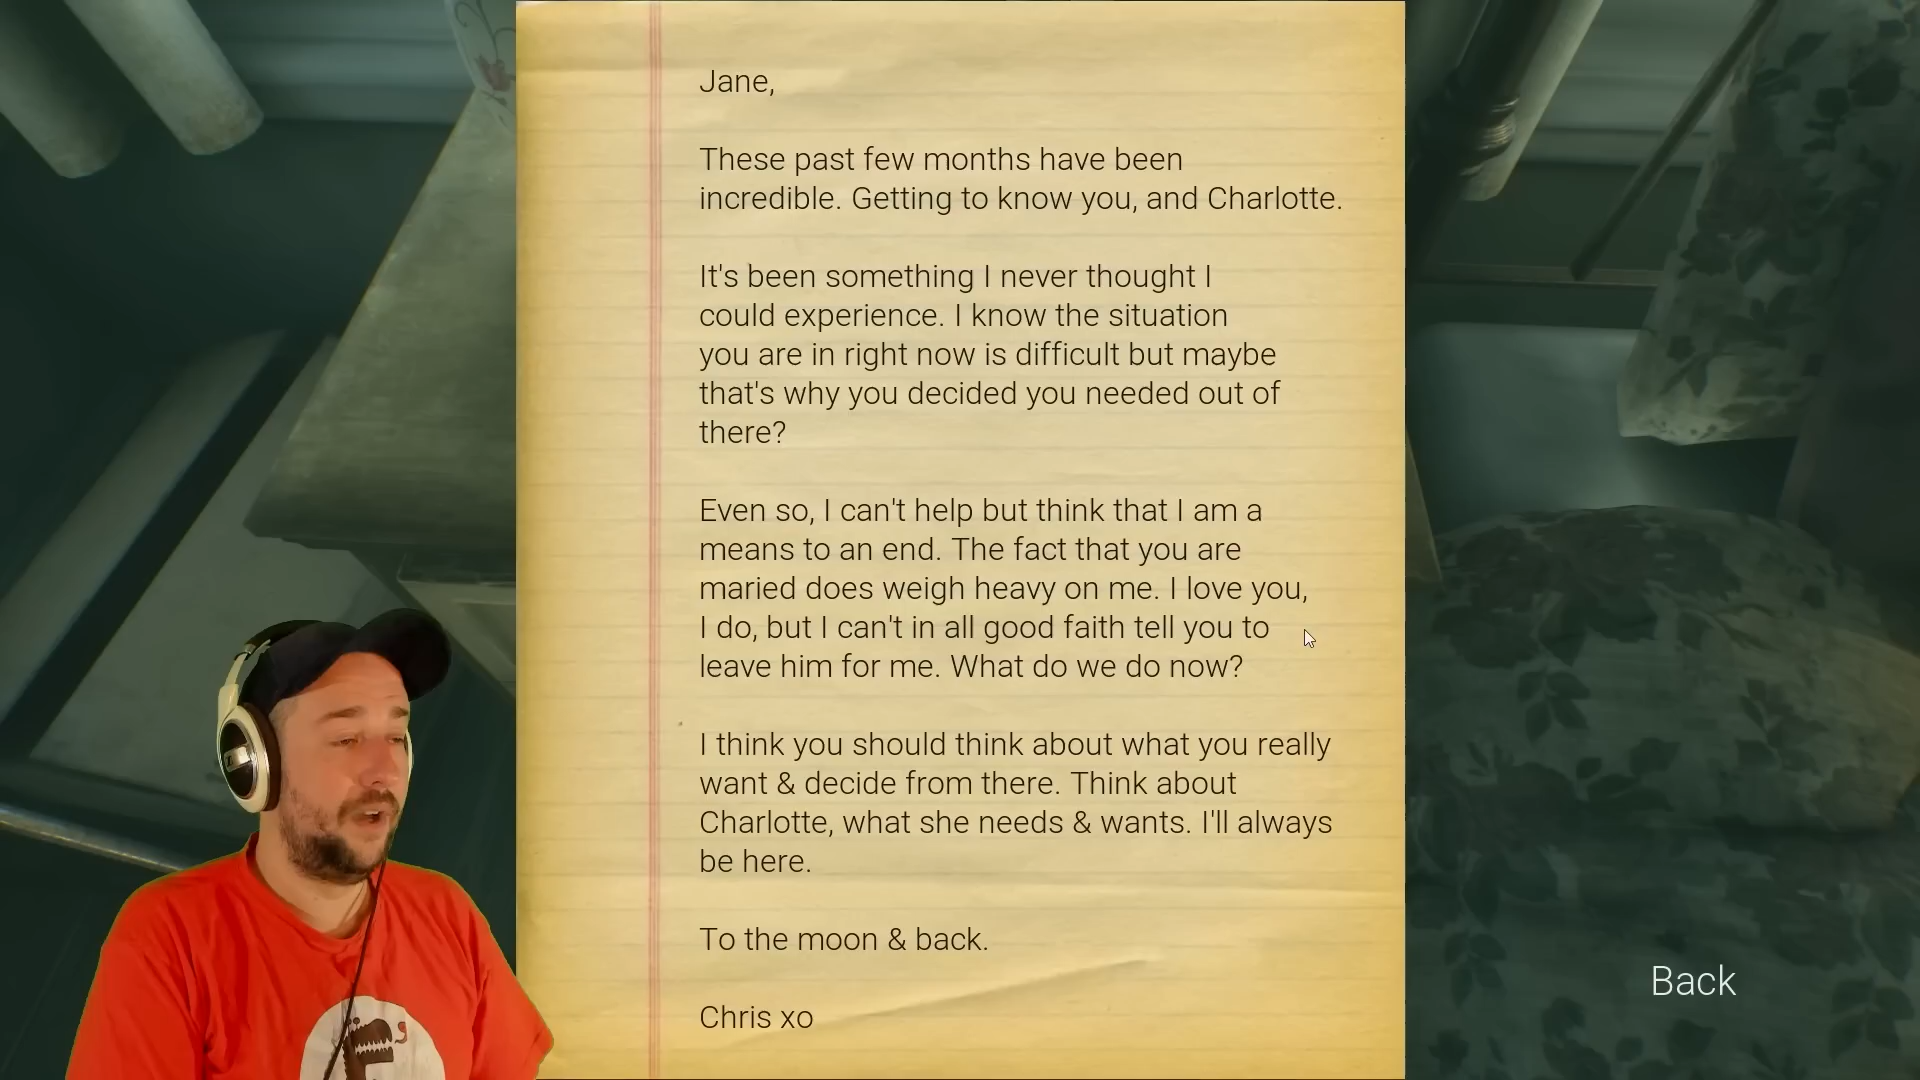 Jane,
These past few months have been
incredible. Getting to know you, and Charlotte.
It's been something I never thought I
could experience. I know the situation
you are in right now is difficult but maybe
that's why you decided you needed out of
there?
Even so, I can't help but think that I am a
means to an end. The fact that you are
maried does weigh heavy on me. I love you,
I do, but I can't in all good faith tell you to
leave him for me. What do we do now?
I think you should think about what you really
want & decide from there. Think about
Charlotte, what she needs & wants. I'll always
be here.
To the moon & back.
Chris xo
Back